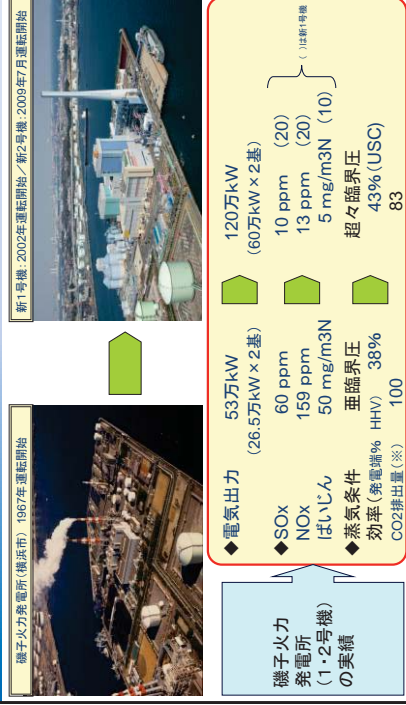 磯子火力発電所(横浜市) 1967年運転開始
新1号機:2002年運転開始/新2号機:2009年7月運転開始
磯子火力
発電所
(1・2号機)
の実績
◆電気出力 53万kW 120万kW
(26.5万kW×2基) (60万kW×2基)
◆SOx 60 ppm 10 ppm (20)
NOx 159 ppm 13 ppm (20)
ばいじん 50 mg/m3N 5 mg/m3N (10)
( )は新1号機
◆蒸気条件 亜臨界圧 超々臨界圧
効率(発電端% HHV) 38% 43%(USC)
CO2排出量(※) 100 83